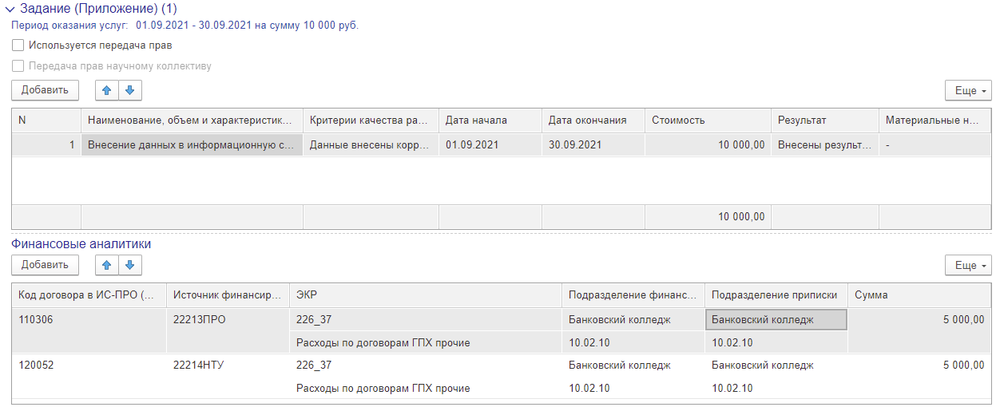 Задание (Приложение) (1)
Период оказания услуг: 01.09.2021 - 30.09.2021 на сумму 10 000 руб.
Используется передача прав
Передача прав научному коллективу
Добавить Еще
N Наименование, объем и характеристик... Критерии качества ра... Дата начала Дата окончания Стоимость Результат Материальные н...
1 Внесение данных в информационную с... Данные внесены корр... 01.09.2021 30.09.2021 10 000,00 Внесены результ... -
10 000,00
Финансовые аналитики
Добавить Еще
Код договора в ИС-ПРО (... Источник финансир... ЭКР Подразделение финанс... Подразделение приписки Сумма
110306 22213ПРО 226_37 Банковский колледж Банковский колледж 5 000,00
Расходы по договорам ГПХ прочие 10.02.10 10.02.10
120052 22214НТУ 226_37 Банковский колледж Банковский колледж 5 000,00
Расходы по договорам ГПХ прочие 10.02.10 10.02.10